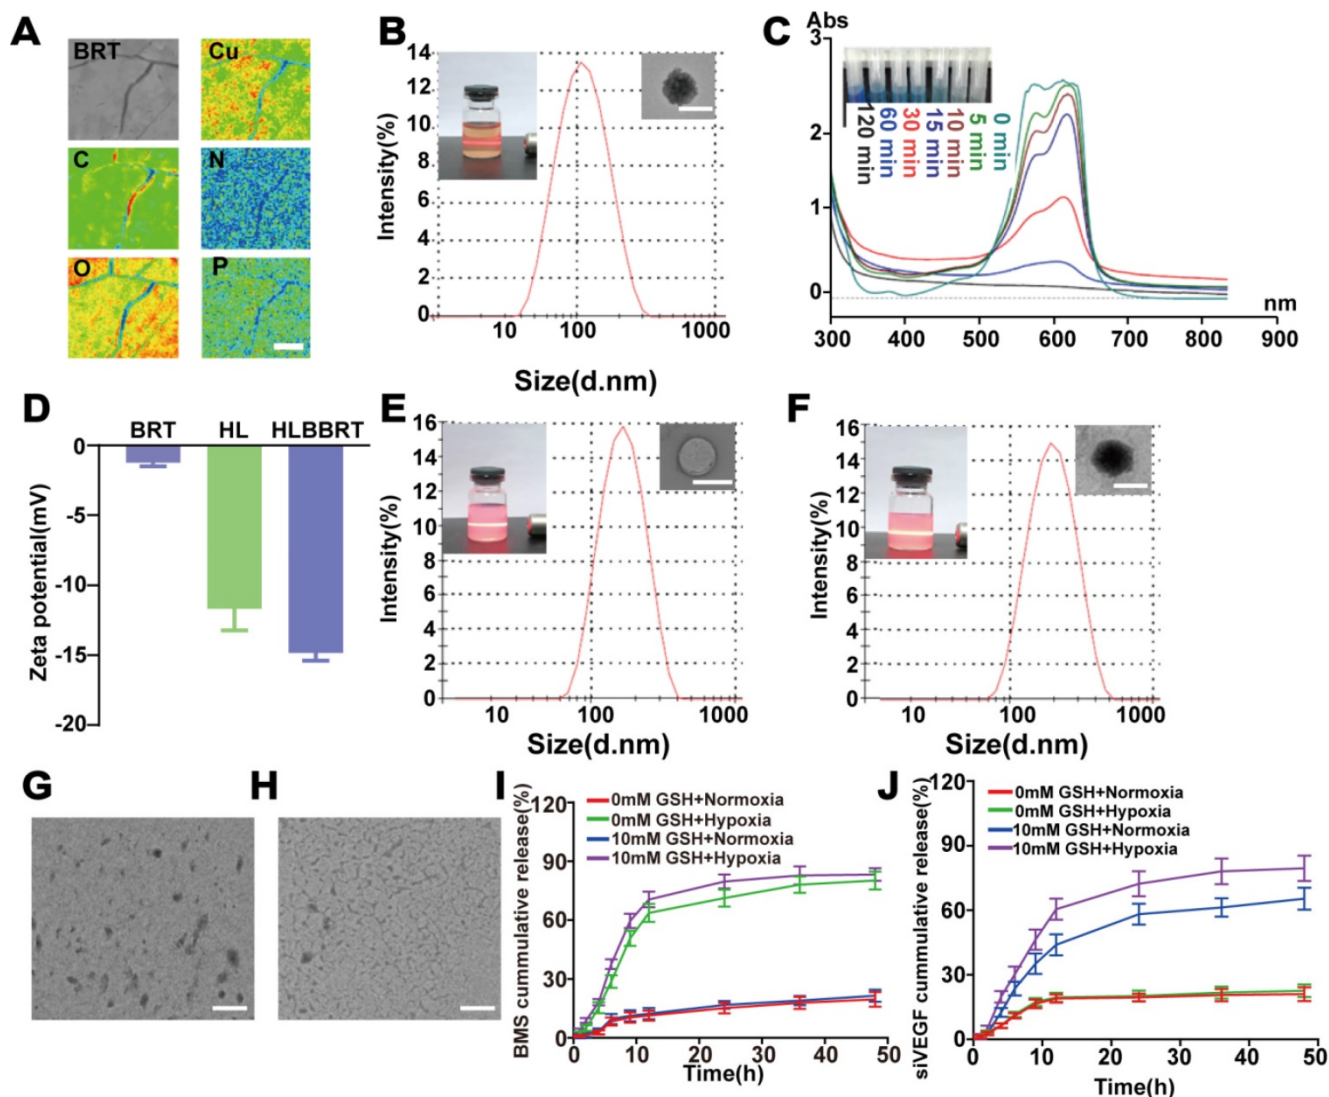 A
BRT
Cu
C
N
O
P
B
Intensity(%)
14
12
10
8
6
4
2
0
10
100
1000
Size(d.nm)
C
Abs
3
2
1
0
300
400
500
600
700
800
900
nm
0 min
5 min
10 min
15 min
30 min
60 min
120 min
D
BRT
HL
HLBBRT
Zeta potential(mV)
0
-5
-10
-15
-20
E
Intensity(%)
16
14
12
10
8
6
4
2
0
10
100
1000
Size(d.nm)
F
Intensity(%)
16
14
12
10
8
6
4
2
0
10
100
1000
Size(d.nm)
G
H
I
BMS cummulative release(%)
120
90
60
30
0
0mM GSH+Normoxia
0mM GSH+Hypoxia
10mM GSH+Normoxia
10mM GSH+Hypoxia
0
10
20
30
40
50
Time(h)
J
siVEGF cummulative release(%)
120
90
60
30
0
0mM GSH+Normoxia
0mM GSH+Hypoxia
10mM GSH+Normoxia
10mM GSH+Hypoxia
0
10
20
30
40
50
Time(h)